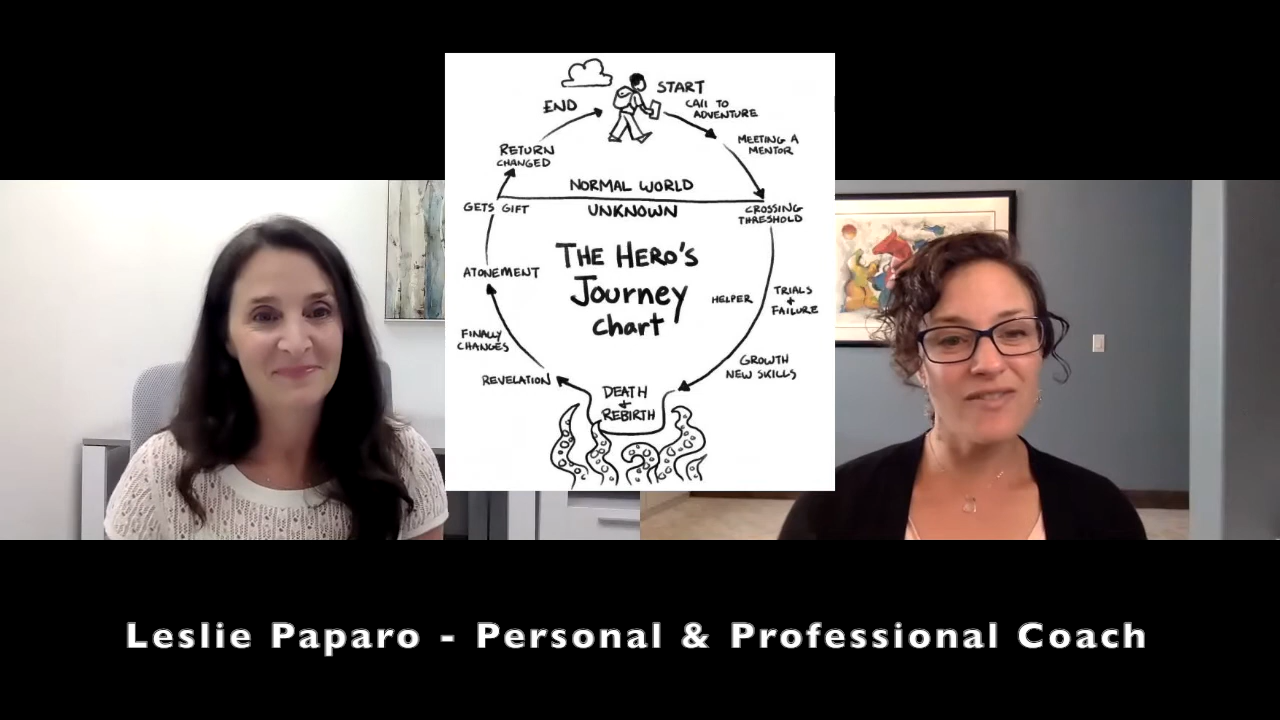 START
CALL TO
ADVENTURE
MEETING A
MENTOR
CROSSING
THRESHOLD
TRIALS
+
FAILURE
HELPER
GROWTH
NEW SKILLS
DEATH
+
REBIRTH
REVELATION
FINALLY
CHANGES
ATONEMENT
GETS GIFT
RETURN
CHANGED
END
NORMAL WORLD
UNKNOWN
THE HERO'S
JOURNEY
CHART
Leslie Paparo - Personal & Professional Coach